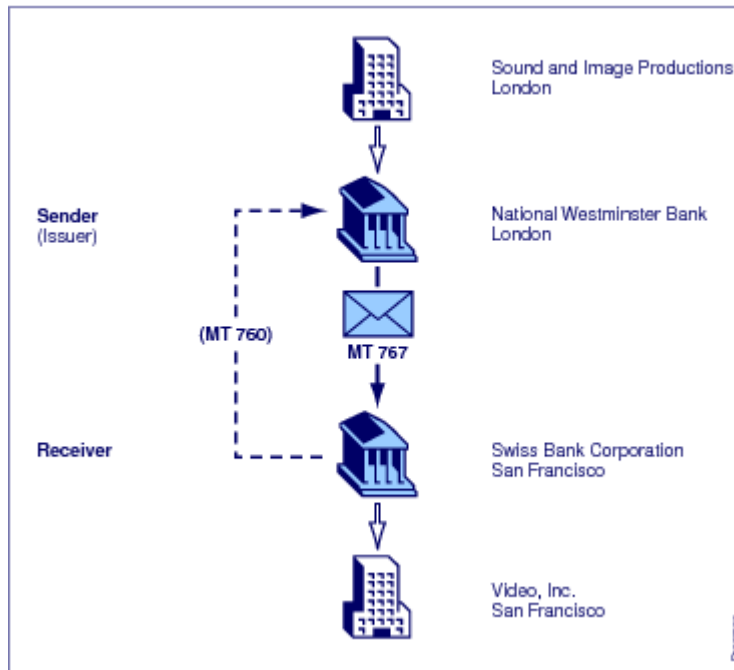 Sound and Image Productions
London
Sender
(Issuer)
National Westminster Bank
London
(MT 760)
MT 767
Receiver
Swiss Bank Corporation
San Francisco
Video, Inc.
San Francisco